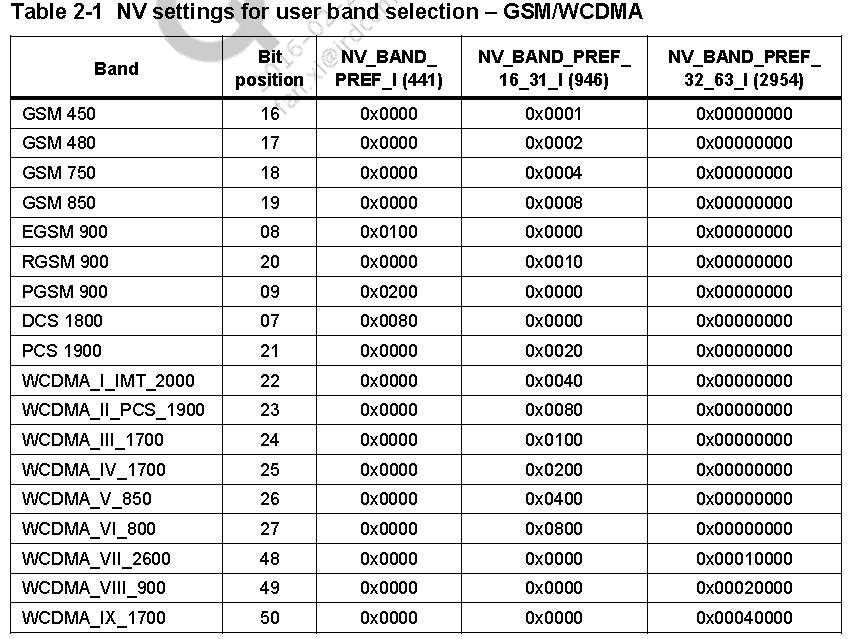 Table 2-1 NV settings for user band selection – GSM/WCDMA
Band Bit position NV_BAND_PREF_I (441) NV_BAND_PREF_16_31_I (946) NV_BAND_PREF_32_63_I (2954)
GSM 450 16 0x0000 0x0001 0x00000000
GSM 480 17 0x0000 0x0002 0x00000000
GSM 750 18 0x0000 0x0004 0x00000000
GSM 850 19 0x0000 0x0008 0x00000000
EGSM 900 08 0x0100 0x0000 0x00000000
RGSM 900 20 0x0000 0x0010 0x00000000
PGSM 900 09 0x0200 0x0000 0x00000000
DCS 1800 07 0x0080 0x0000 0x00000000
PCS 1900 21 0x0000 0x0020 0x00000000
WCDMA_I_IMT_2000 22 0x0000 0x0040 0x00000000
WCDMA_II_PCS_1900 23 0x0000 0x0080 0x00000000
WCDMA_III_1700 24 0x0000 0x0100 0x00000000
WCDMA_IV_1700 25 0x0000 0x0200 0x00000000
WCDMA_V_850 26 0x0000 0x0400 0x00000000
WCDMA_VI_800 27 0x0000 0x0800 0x00000000
WCDMA_VII_2600 48 0x0000 0x0000 0x00010000
WCDMA_VIII_900 49 0x0000 0x0000 0x00020000
WCDMA_IX_1700 50 0x0000 0x0000 0x00040000